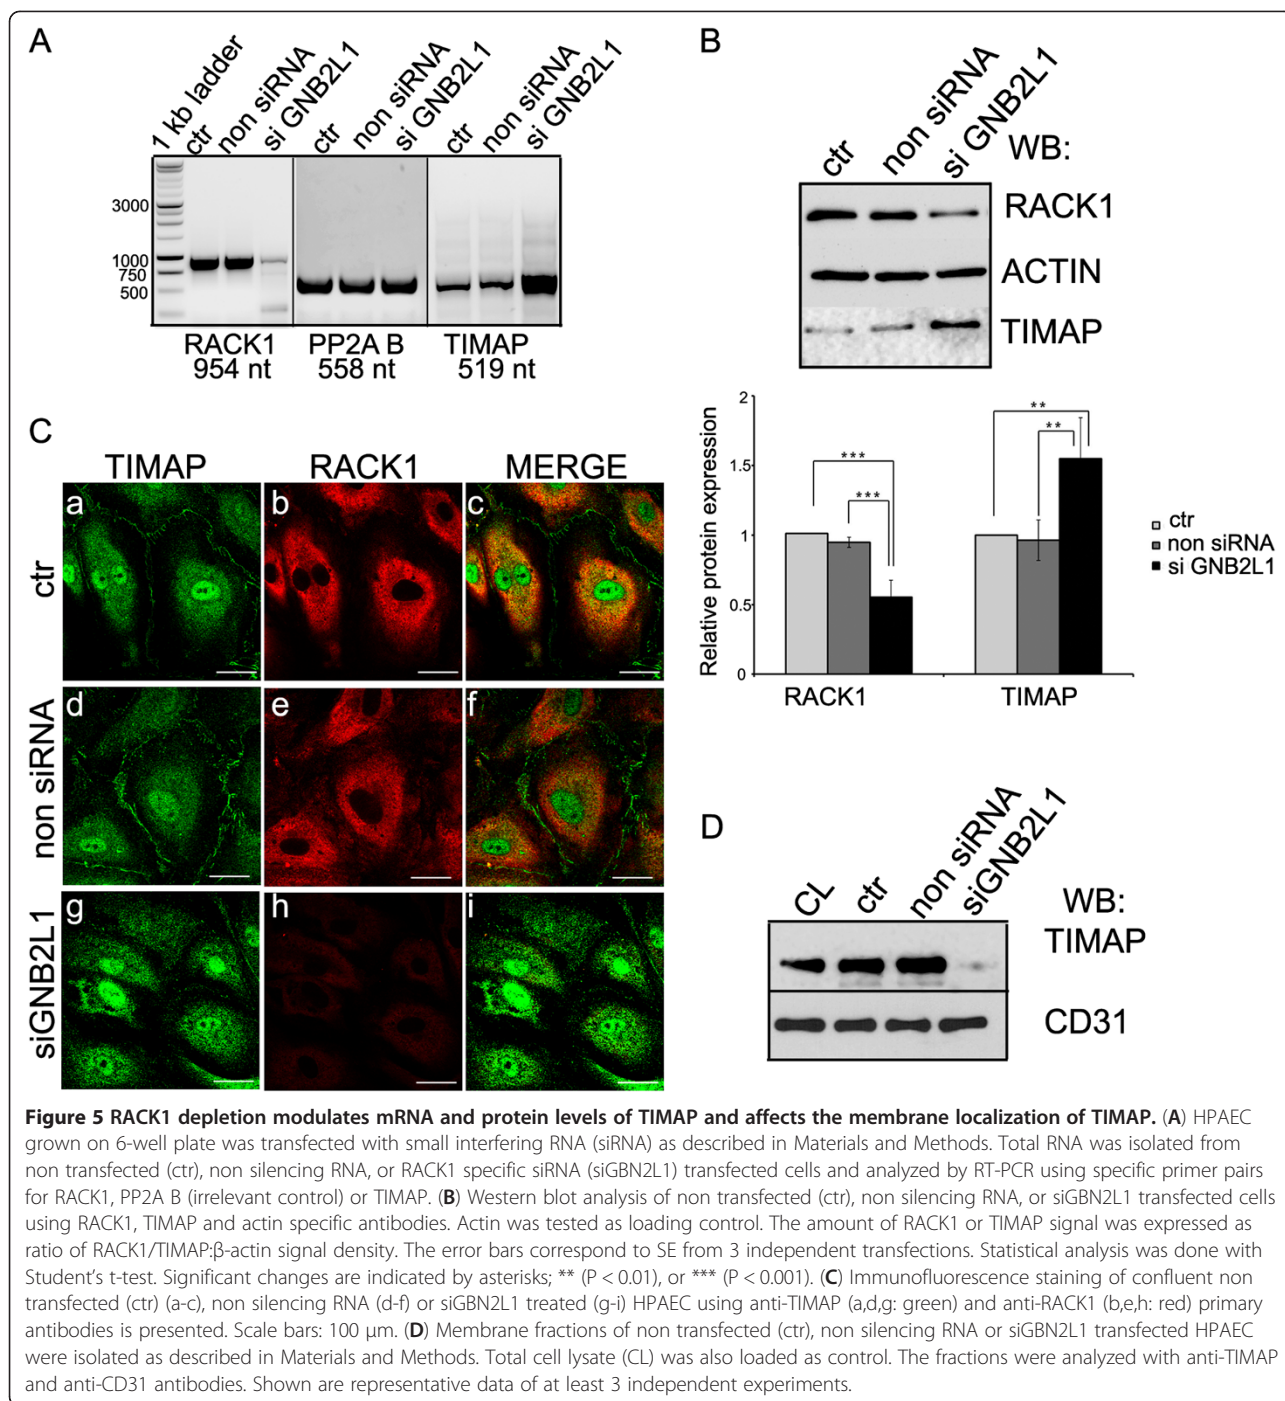 A
1 kb ladder
ctr
non siRNA
si GNB2L1
ctr
non siRNA
si GNB2L1
ctr
non siRNA
si GNB2L1
3000
1000
750
500
RACK1
954 nt
PP2A B
558 nt
TIMAP
519 nt
B
ctr
non siRNA
si GNB2L1
WB:
RACK1
ACTIN
TIMAP
Relative protein expression
2
1.5
1
0.5
0
***
***
**
**
RACK1
TIMAP
ctr
non siRNA
si GNB2L1
C
TIMAP
RACK1
MERGE
ctr
a
b
c
non siRNA
d
e
f
siGNB2L1
g
h
i
D
CL
ctr
non siRNA
siGNB2L1
WB:
TIMAP
CD31
Figure 5 RACK1 depletion modulates mRNA and protein levels of TIMAP and affects the membrane localization of TIMAP. (A) HPAEC
grown on 6-well plate was transfected with small interfering RNA (siRNA) as described in Materials and Methods. Total RNA was isolated from
non transfected (ctr), non silencing RNA, or RACK1 specific siRNA (siGBN2L1) transfected cells and analyzed by RT-PCR using specific primer pairs
for RACK1, PP2A B (irrelevant control) or TIMAP. (B) Western blot analysis of non transfected (ctr), non silencing RNA, or siGBN2L1 transfected cells
using RACK1, TIMAP and actin specific antibodies. Actin was tested as loading control. The amount of RACK1 or TIMAP signal was expressed as
ratio of RACK1/TIMAP:β-actin signal density. The error bars correspond to SE from 3 independent transfections. Statistical analysis was done with
Student's t-test. Significant changes are indicated by asterisks; ** (P < 0.01), or *** (P < 0.001). (C) Immunofluorescence staining of confluent non
transfected (ctr) (a-c), non silencing RNA (d-f) or siGBN2L1 treated (g-i) HPAEC using anti-TIMAP (a,d,g: green) and anti-RACK1 (b,e,h: red) primary
antibodies is presented. Scale bars: 100 μm. (D) Membrane fractions of non transfected (ctr), non silencing RNA or siGBN2L1 transfected HPAEC
were isolated as described in Materials and Methods. Total cell lysate (CL) was also loaded as control. The fractions were analyzed with anti-TIMAP
and anti-CD31 antibodies. Shown are representative data of at least 3 independent experiments.